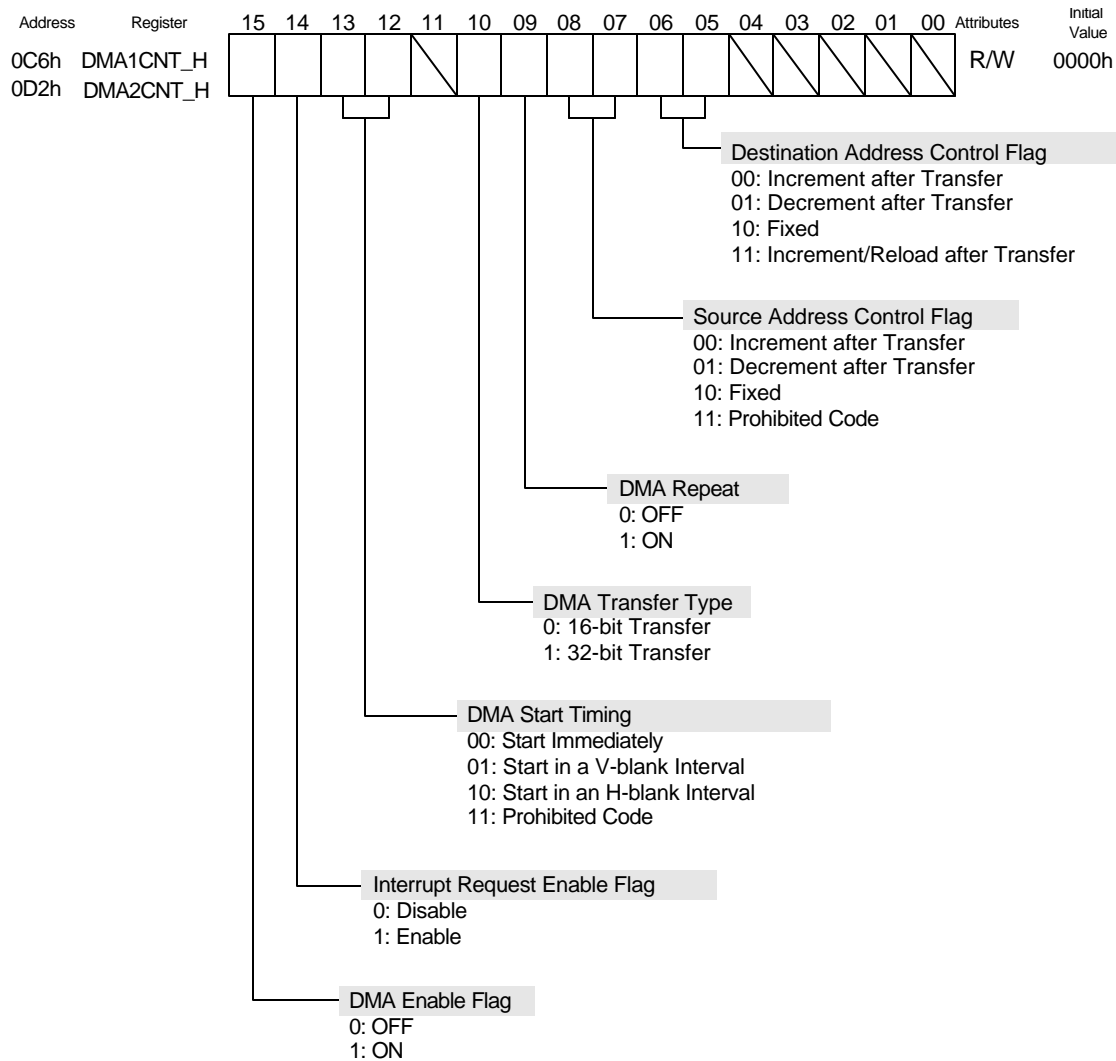 Address Register 15 14 13 12 11 10 09 08 07 06 05 04 03 02 01 00 Attributes Initial Value
0C6h DMA1CNT_H R/W 0000h
0D2h DMA2CNT_H
Destination Address Control Flag
00: Increment after Transfer
01: Decrement after Transfer
10: Fixed
11: Increment/Reload after Transfer
Source Address Control Flag
00: Increment after Transfer
01: Decrement after Transfer
10: Fixed
11: Prohibited Code
DMA Repeat
0: OFF
1: ON
DMA Transfer Type
0: 16-bit Transfer
1: 32-bit Transfer
DMA Start Timing
00: Start Immediately
01: Start in a V-blank Interval
10: Start in an H-blank Interval
11: Prohibited Code
Interrupt Request Enable Flag
0: Disable
1: Enable
DMA Enable Flag
0: OFF
1: ON